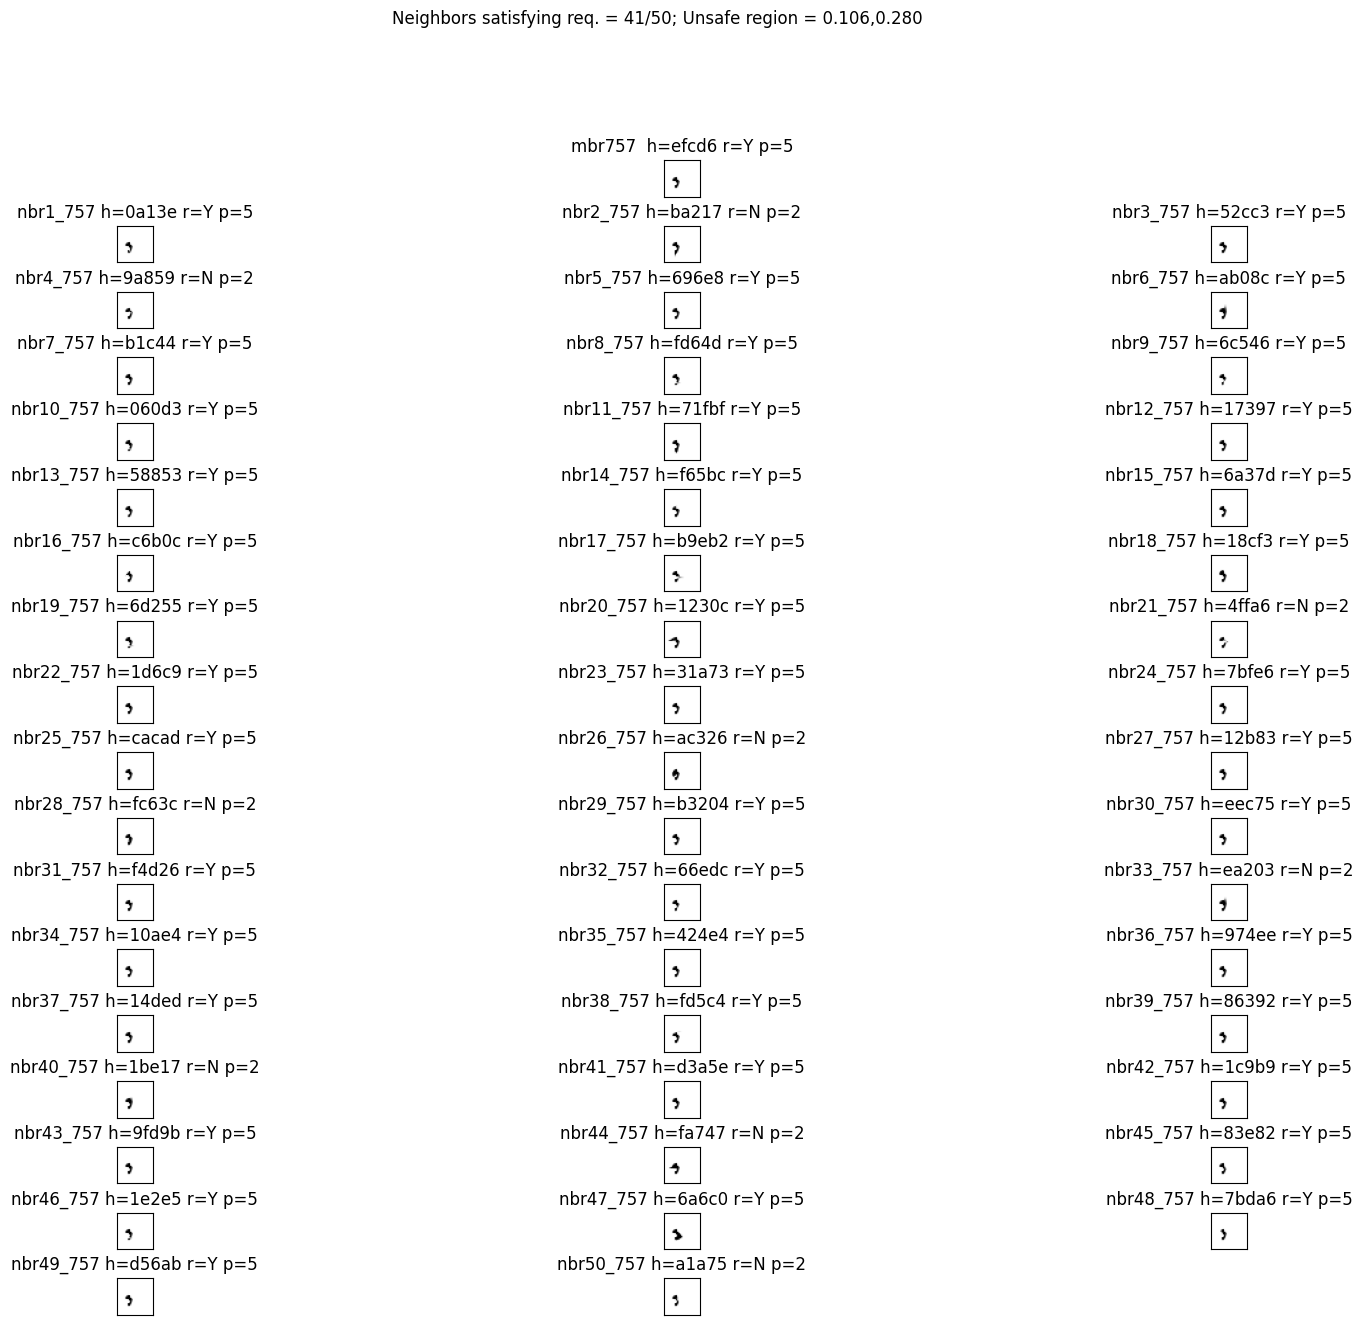 Neighbors satisfying req. = 41/50; Unsafe region = 0.106,0.280
mbr757  h=efcd6 r=Y p=5
nbr1_757 h=0a13e r=Y p=5
nbr2_757 h=ba217 r=N p=2
nbr3_757 h=52cc3 r=Y p=5
nbr4_757 h=9a859 r=N p=2
nbr5_757 h=696e8 r=Y p=5
nbr6_757 h=ab08c r=Y p=5
nbr7_757 h=b1c44 r=Y p=5
nbr8_757 h=fd64d r=Y p=5
nbr9_757 h=6c546 r=Y p=5
nbr10_757 h=060d3 r=Y p=5
nbr11_757 h=71fbf r=Y p=5
nbr12_757 h=17397 r=Y p=5
nbr13_757 h=58853 r=Y p=5
nbr14_757 h=f65bc r=Y p=5
nbr15_757 h=6a37d r=Y p=5
nbr16_757 h=c6b0c r=Y p=5
nbr17_757 h=b9eb2 r=Y p=5
nbr18_757 h=18cf3 r=Y p=5
nbr19_757 h=6d255 r=Y p=5
nbr20_757 h=1230c r=Y p=5
nbr21_757 h=4ffa6 r=N p=2
nbr22_757 h=1d6c9 r=Y p=5
nbr23_757 h=31a73 r=Y p=5
nbr24_757 h=7bfe6 r=Y p=5
nbr25_757 h=cacad r=Y p=5
nbr26_757 h=ac326 r=N p=2
nbr27_757 h=12b83 r=Y p=5
nbr28_757 h=fc63c r=N p=2
nbr29_757 h=b3204 r=Y p=5
nbr30_757 h=eec75 r=Y p=5
nbr31_757 h=f4d26 r=Y p=5
nbr32_757 h=66edc r=Y p=5
nbr33_757 h=ea203 r=N p=2
nbr34_757 h=10ae4 r=Y p=5
nbr35_757 h=424e4 r=Y p=5
nbr36_757 h=974ee r=Y p=5
nbr37_757 h=14ded r=Y p=5
nbr38_757 h=fd5c4 r=Y p=5
nbr39_757 h=86392 r=Y p=5
nbr40_757 h=1be17 r=N p=2
nbr41_757 h=d3a5e r=Y p=5
nbr42_757 h=1c9b9 r=Y p=5
nbr43_757 h=9fd9b r=Y p=5
nbr44_757 h=fa747 r=N p=2
nbr45_757 h=83e82 r=Y p=5
nbr46_757 h=1e2e5 r=Y p=5
nbr47_757 h=6a6c0 r=Y p=5
nbr48_757 h=7bda6 r=Y p=5
nbr49_757 h=d56ab r=Y p=5
nbr50_757 h=a1a75 r=N p=2